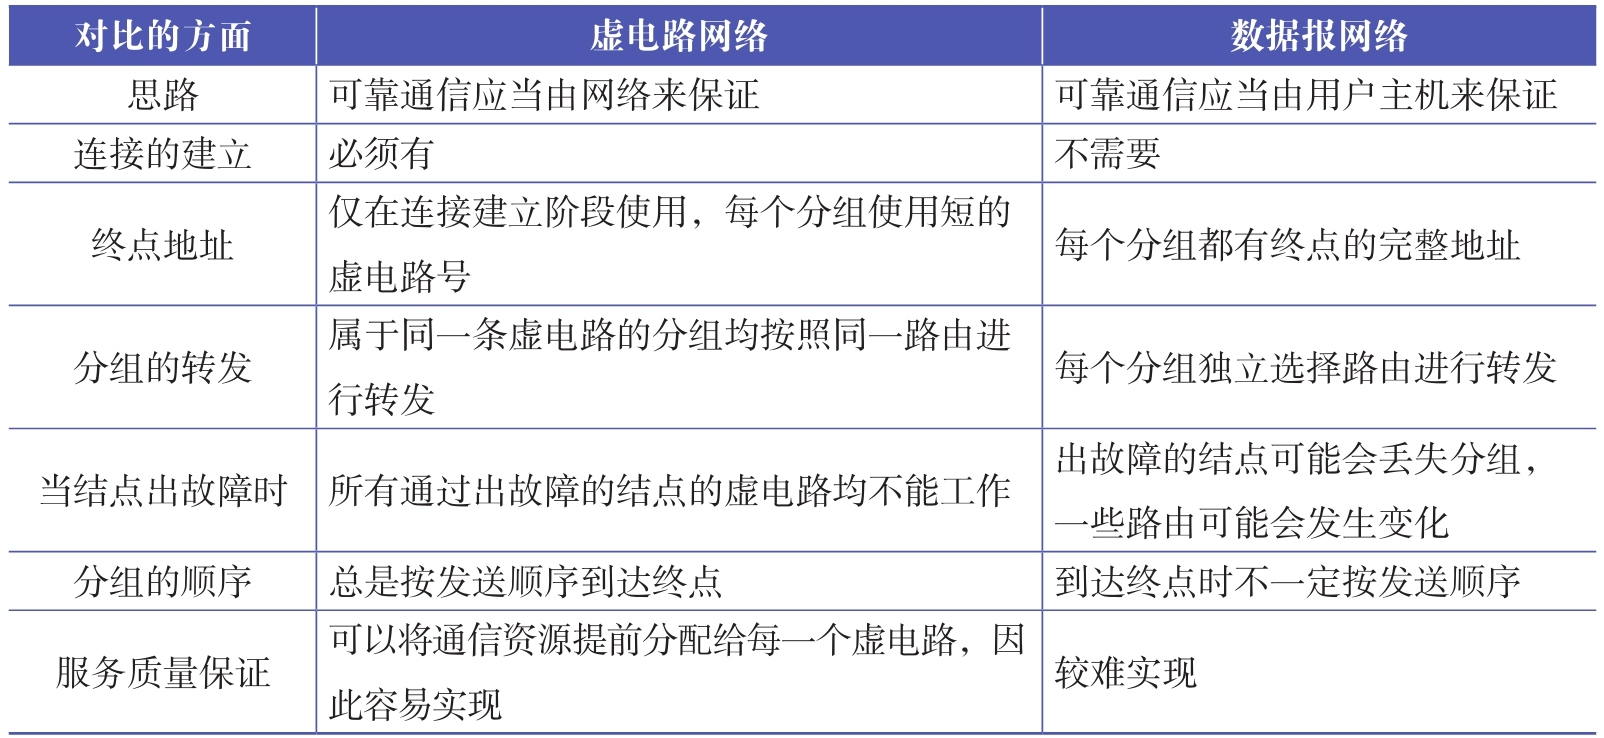 对比的方面 虚电路网络 数据报网络
思路 可靠通信应当由网络来保证 可靠通信应当由用户主机来保证
连接的建立 必须有 不需要
终点地址
仅在连接建立阶段使用，每个分组使用短的
虚电路号
每个分组都有终点的完整地址
分组的转发
属于同一条虚电路的分组均按照同一路由进
行转发
每个分组独立选择路由进行转发
当结点出故障时
所有通过出故障的结点的虚电路均不能工作
出故障的结点可能会丢失分组，
一些路由可能会发生变化
分组的顺序 总是按发送顺序到达终点 到达终点时不一定按发送顺序
服务质量保证
可以将通信资源提前分配给每一个虚电路，因
此容易实现
较难实现